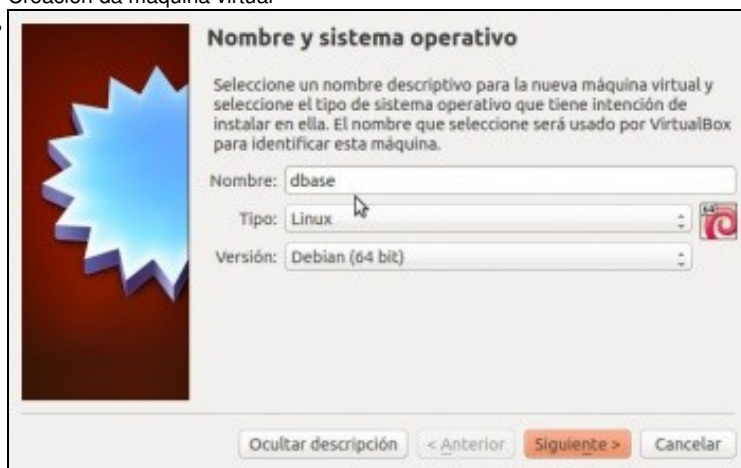 Creación da máquina virtual
Nombre y sistema operativo
Seleccione un nombre descriptivo para la nueva máquina virtual y
seleccione el tipo de sistema operativo que tiene intención de
instalar en ella. El nombre que seleccione será usado por VirtualBox
para identificar esta máquina.
Nombre: dbase
Tipo: Linux
64
Versión: Debian (64 bit)
Ocultar descripción < Anterior Siguiente > Cancelar